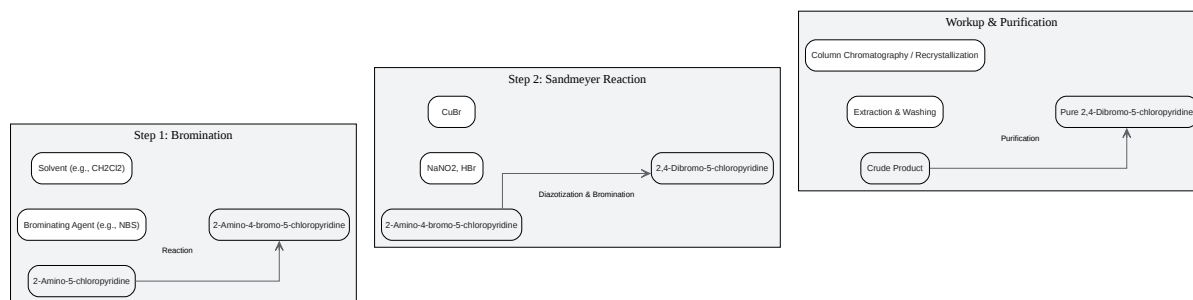 Step 1: Bromination
Solvent (e.g., CH2Cl2)
Brominating Agent (e.g., NBS)
2-Amino-4-bromo-5-chloropyridine
Reaction
2-Amino-5-chloropyridine
Step 2: Sandmeyer Reaction
CuBr
NaNO2, HBr
2,4-Dibromo-5-chloropyridine
Diazotization & Bromination
2-Amino-4-bromo-5-chloropyridine
Workup & Purification
Column Chromatography / Recrystallization
Extraction & Washing
Pure 2,4-Dibromo-5-chloropyridine
Purification
Crude Product